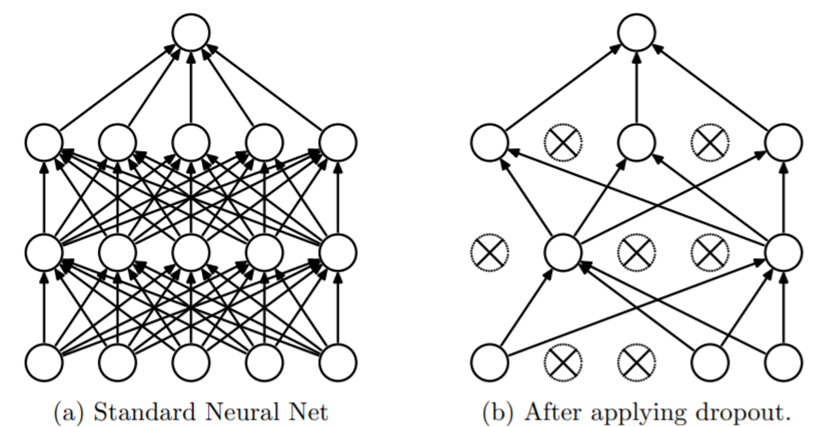 (a) Standard Neural Net
(b) After applying dropout.